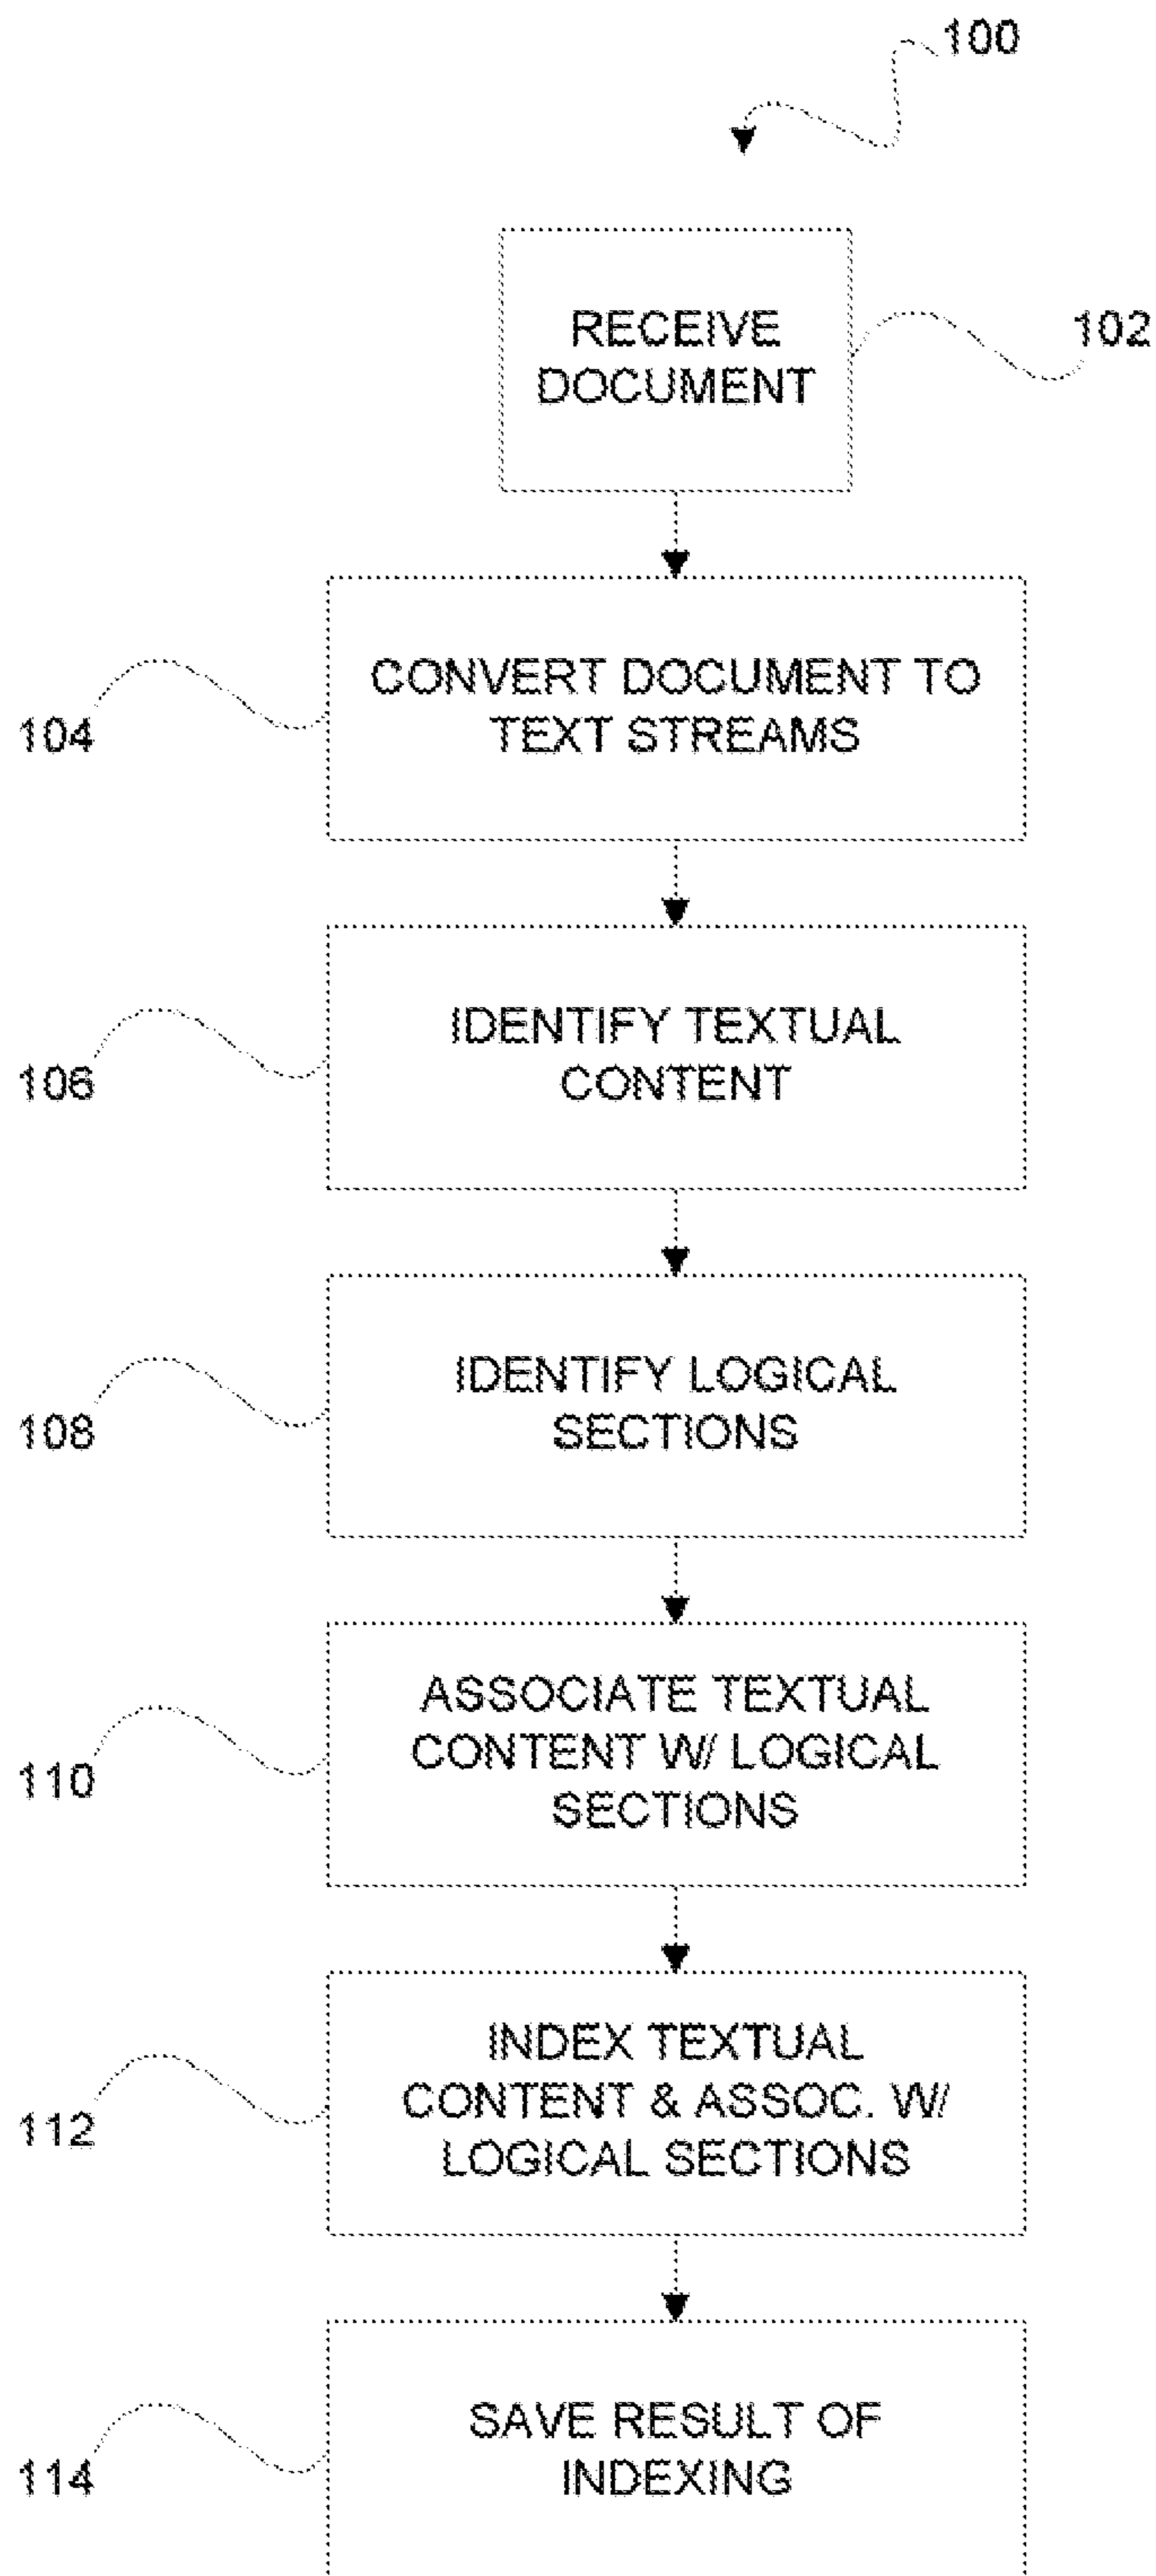 100
RECEIVE
DOCUMENT
102
CONVERT DOCUMENT TO
TEXT STREAMS
104
IDENTIFY TEXTUAL
CONTENT
106
IDENTIFY LOGICAL
SECTIONS
108
ASSOCIATE TEXTUAL
CONTENT W/ LOGICAL
SECTIONS
110
INDEX TEXTUAL
CONTENT & ASSOC. W/
LOGICAL SECTIONS
112
SAVE RESULT OF
INDEXING
114